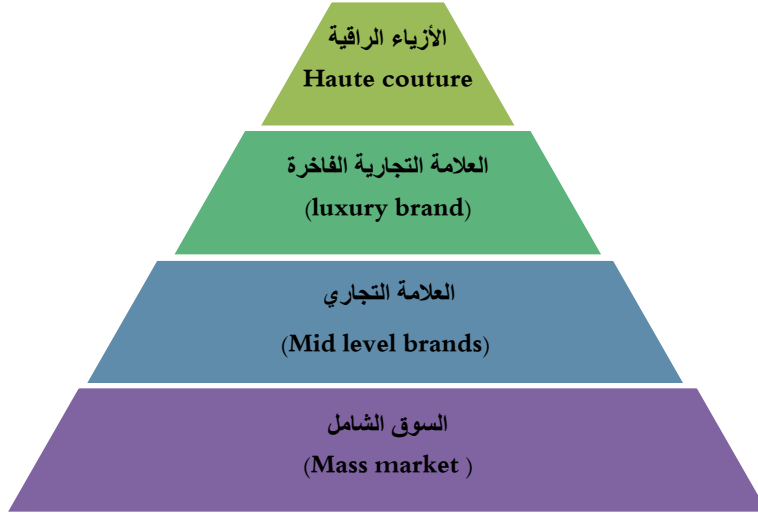 الأزياء الراقية
Haute couture
العلامة التجارية الفاخرة
(luxury brand)
العلامة التجاري
(Mid level brands)
السوق الشامل
(Mass market )